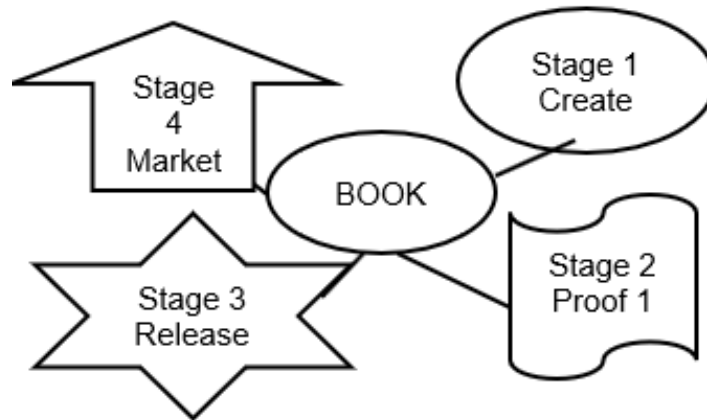 Stage 1
Create
Stage
4
Market
BOOK
Stage 2
Proof 1
Stage 3
Release